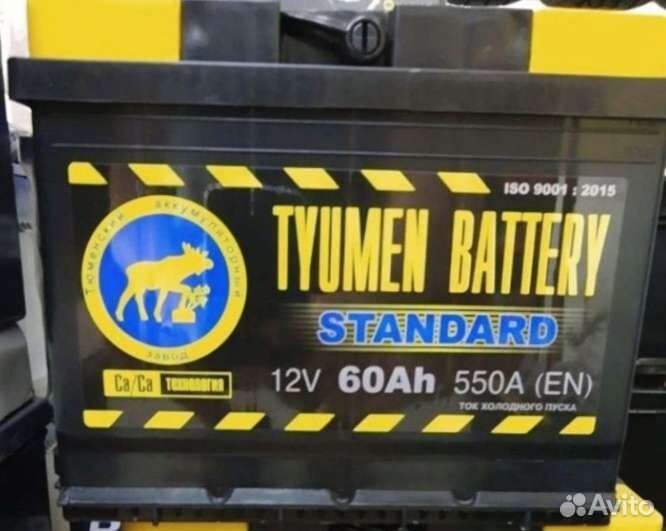 ISO 9001 : 2015
Тюменский аккумуляторный
завод
TYUMEN BATTERY
STANDARD
Ca/Ca технология
12V 60Ah 550A (EN)
ТОК ХОЛОДНОГО ПУСКА
Avito